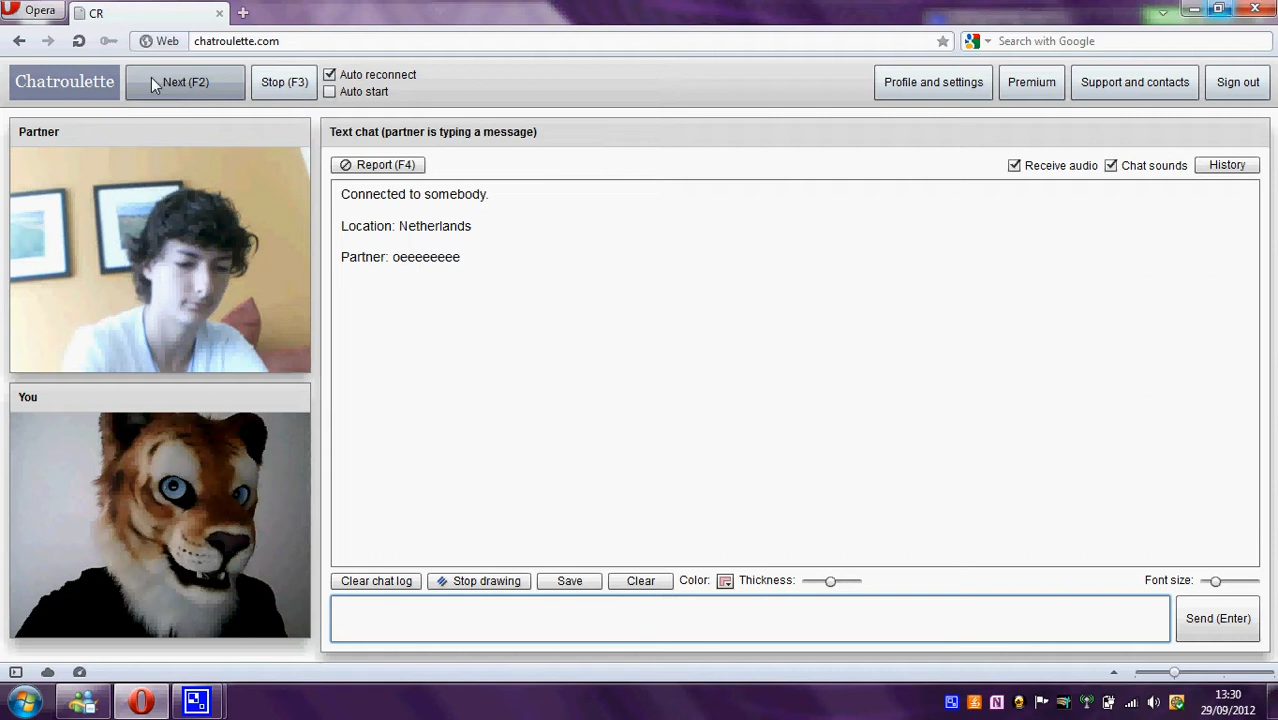 Opera
CR
Web
chatroulette.com
Search with Google
Chatroulette
Next (F2)
Stop (F3)
Auto reconnect
Auto start
Profile and settings
Premium
Support and contacts
Sign out
Partner
Text chat (partner is typing a message)
Report (F4)
Receive audio
Chat sounds
History
Connected to somebody.
Location: Netherlands
Partner: oeeeeeeee
You
Clear chat log
Stop drawing
Save
Clear
Color:
Thickness:
Font size:
Send (Enter)
13:30
29/09/2012